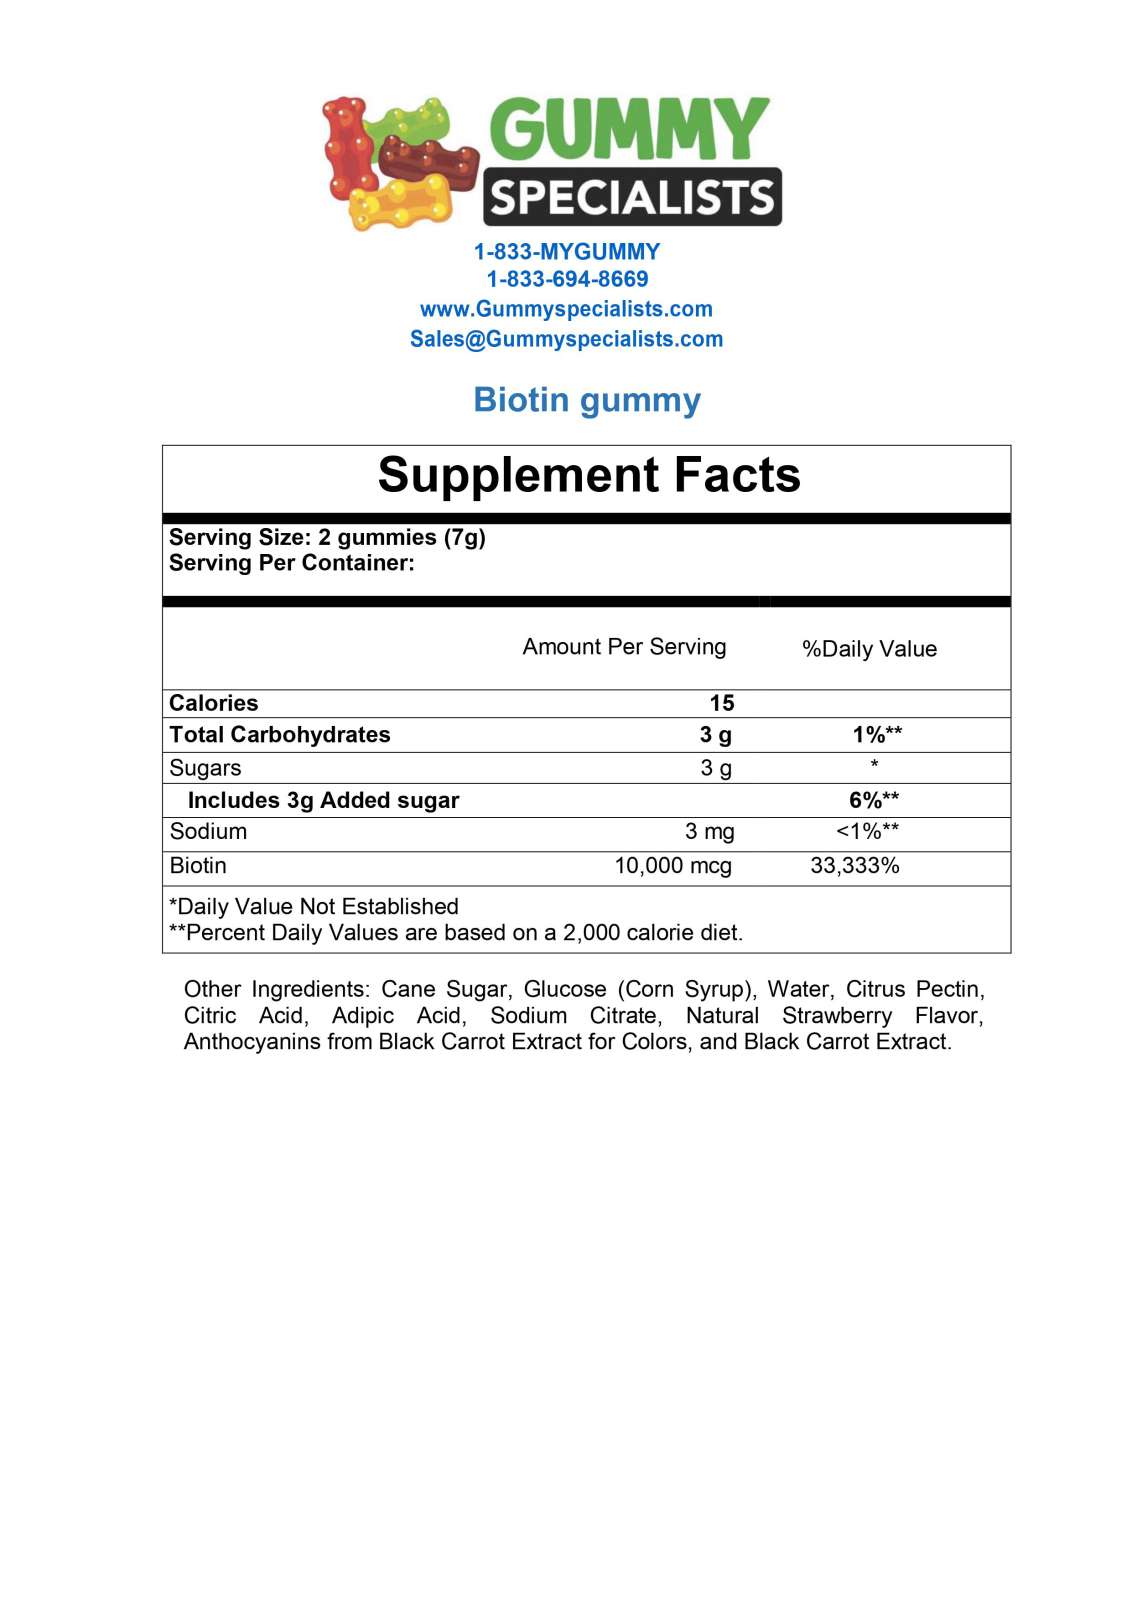 GUMMY
SPECIALISTS
1-833-MYGUMMY
1-833-694-8669
www.Gummyspecialists.com
Sales@Gummyspecialists.com
Biotin gummy
Supplement Facts
Serving Size: 2 gummies (7g)
Serving Per Container:
Amount Per Serving %Daily Value
Calories 15
Total Carbohydrates 3 g 1%**
Sugars 3 g *
Includes 3g Added sugar 6%**
Sodium 3 mg <1%**
Biotin 10,000 mcg 33,333%
*Daily Value Not Established
**Percent Daily Values are based on a 2,000 calorie diet.
Other Ingredients: Cane Sugar, Glucose (Corn Syrup), Water, Citrus Pectin,
Citric Acid, Adipic Acid, Sodium Citrate, Natural Strawberry Flavor,
Anthocyanins from Black Carrot Extract for Colors, and Black Carrot Extract.